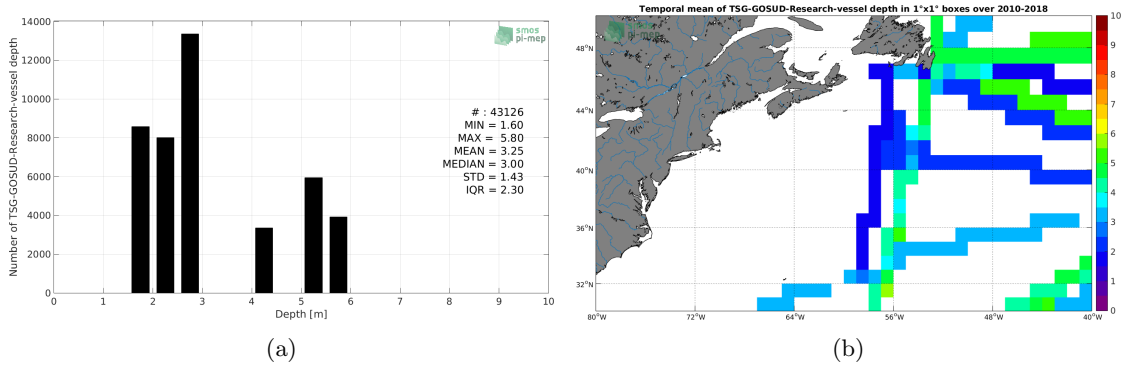 14000
12000
10000
8000
6000
4000
2000
0
Number of TSG-GOSUD-Research-vessel depth
smos
pi-mep
# : 43126
MIN = 1.60
MAX = 5.80
MEAN = 3.25
MEDIAN = 3.00
STD = 1.43
IQR = 2.30
0 1 2 3 4 5 6 7 8 9 10
Depth [m]
(a)
Temporal mean of TSG-GOSUD-Research-vessel depth in 1°x1° boxes over 2010-2018
smos
pi-mep
48°N
44°N
40°N
36°N
32°N
80°W 72°W 64°W 56°W 48°W 40°W
10
9
8
7
6
5
4
3
2
1
0
(b)